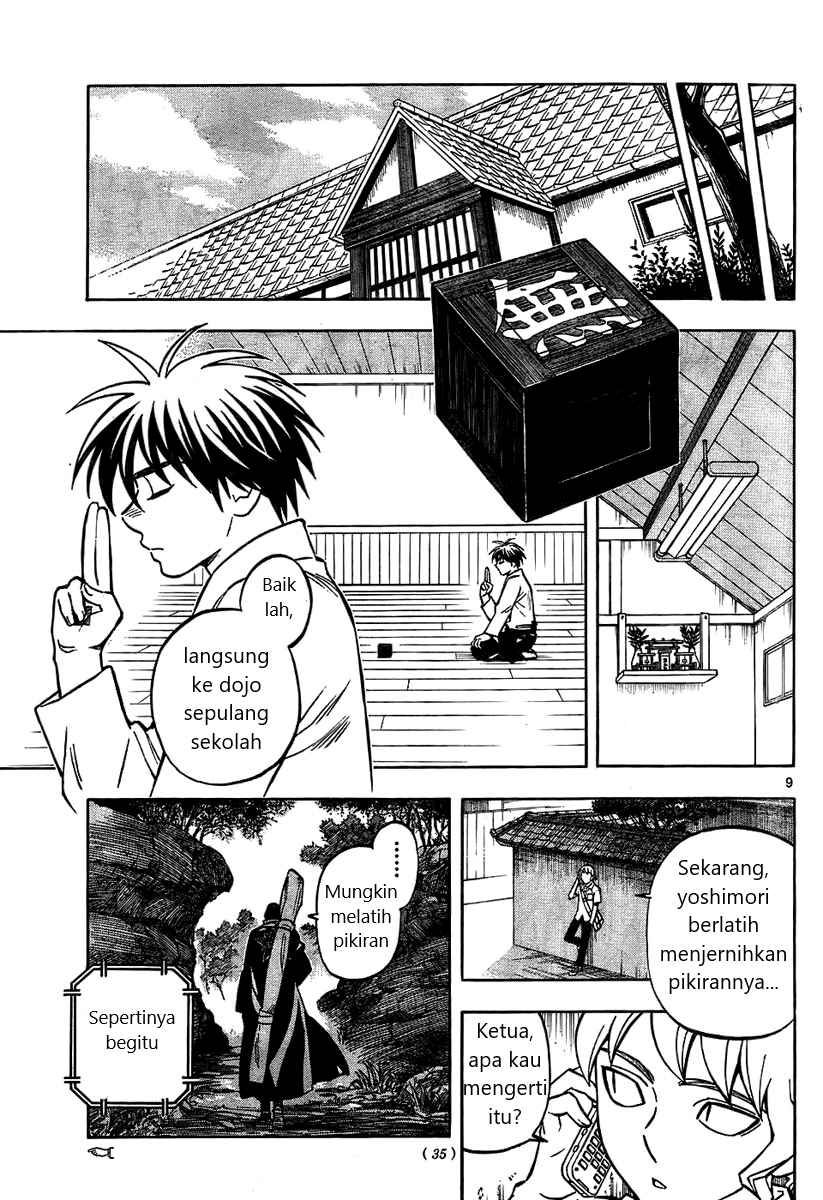 無
Baik
lah,
langsung
ke dojo
sepulang
sekolah
9
Sekarang,
yoshimori
berlatih
menjernihkan
pikirannya...
Ketua,
apa kau
mengerti
itu?
......
Mungkin
melatih
pikiran
Sepertinya
begitu
( 35 )